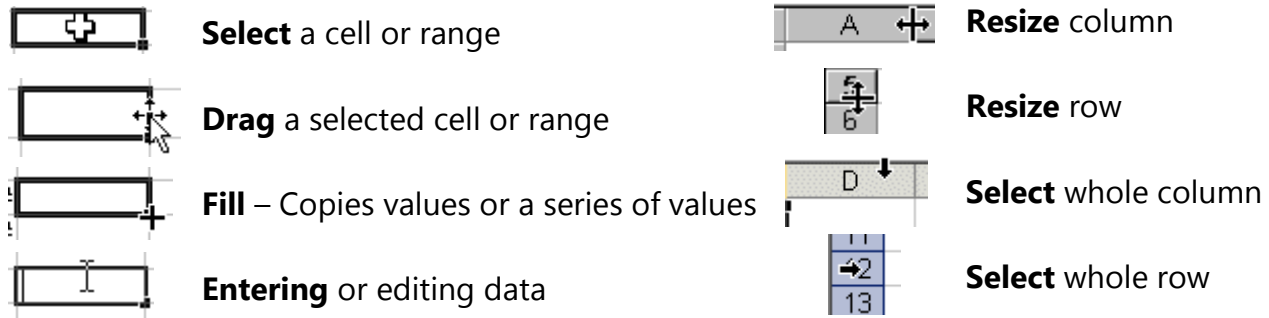 Select a cell or range
Drag a selected cell or range
Fill – Copies values or a series of values
Entering or editing data
A
Resize column
5
6
Resize row
D
Select whole column
11
12
13
Select whole row